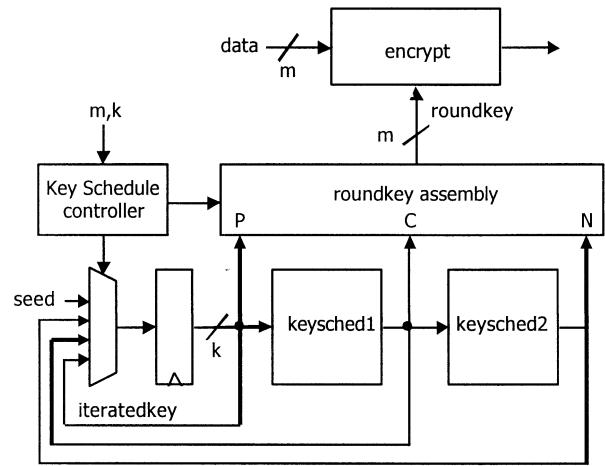 data
m
encrypt
m,k
m
roundkey
Key Schedule
controller
roundkey assembly
P
C
N
seed
k
keysched1
keysched2
iteratedkey